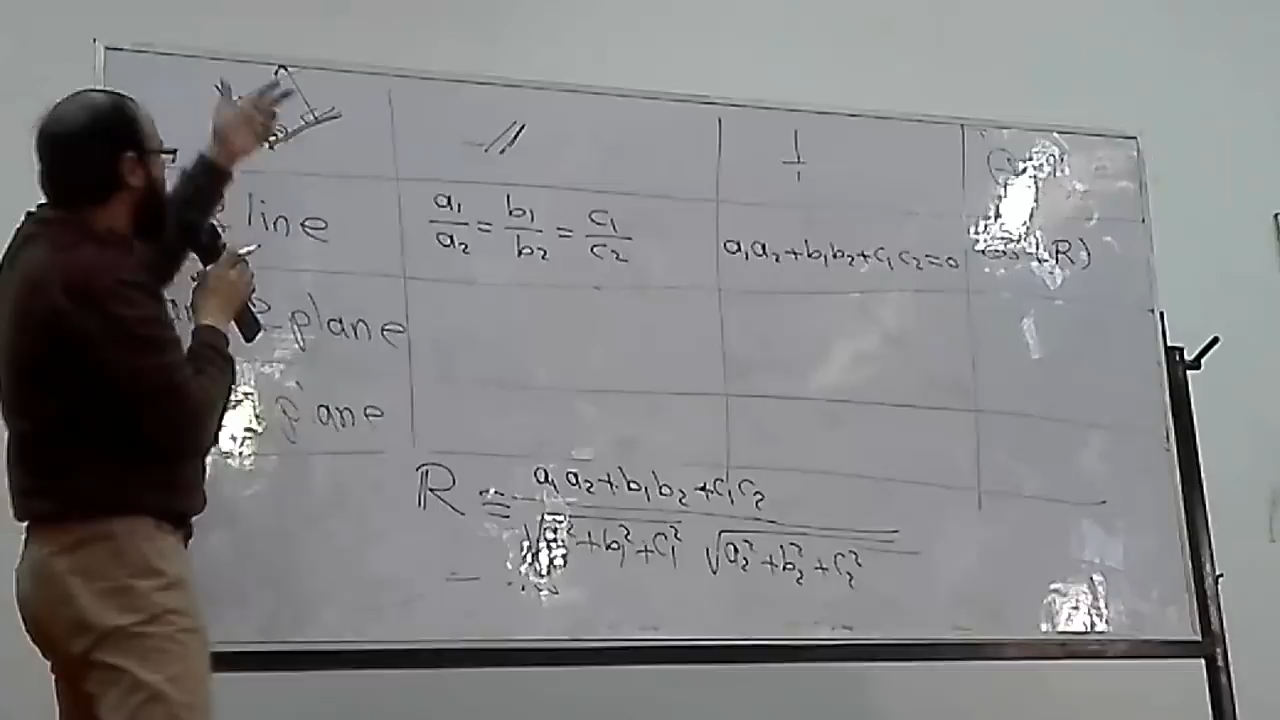 // ⊥
line a₁/a₂ = b₁/b₂ = c₁/c₂ a₁a₂+b₁b₂+c₁c₂=0 R)
plane
plane
ℝ = (a₁a₂+b₁b₂+c₁c₂) / (√(a₁²+b₁²+c₁²) √(a₂²+b₂²+c₂²))